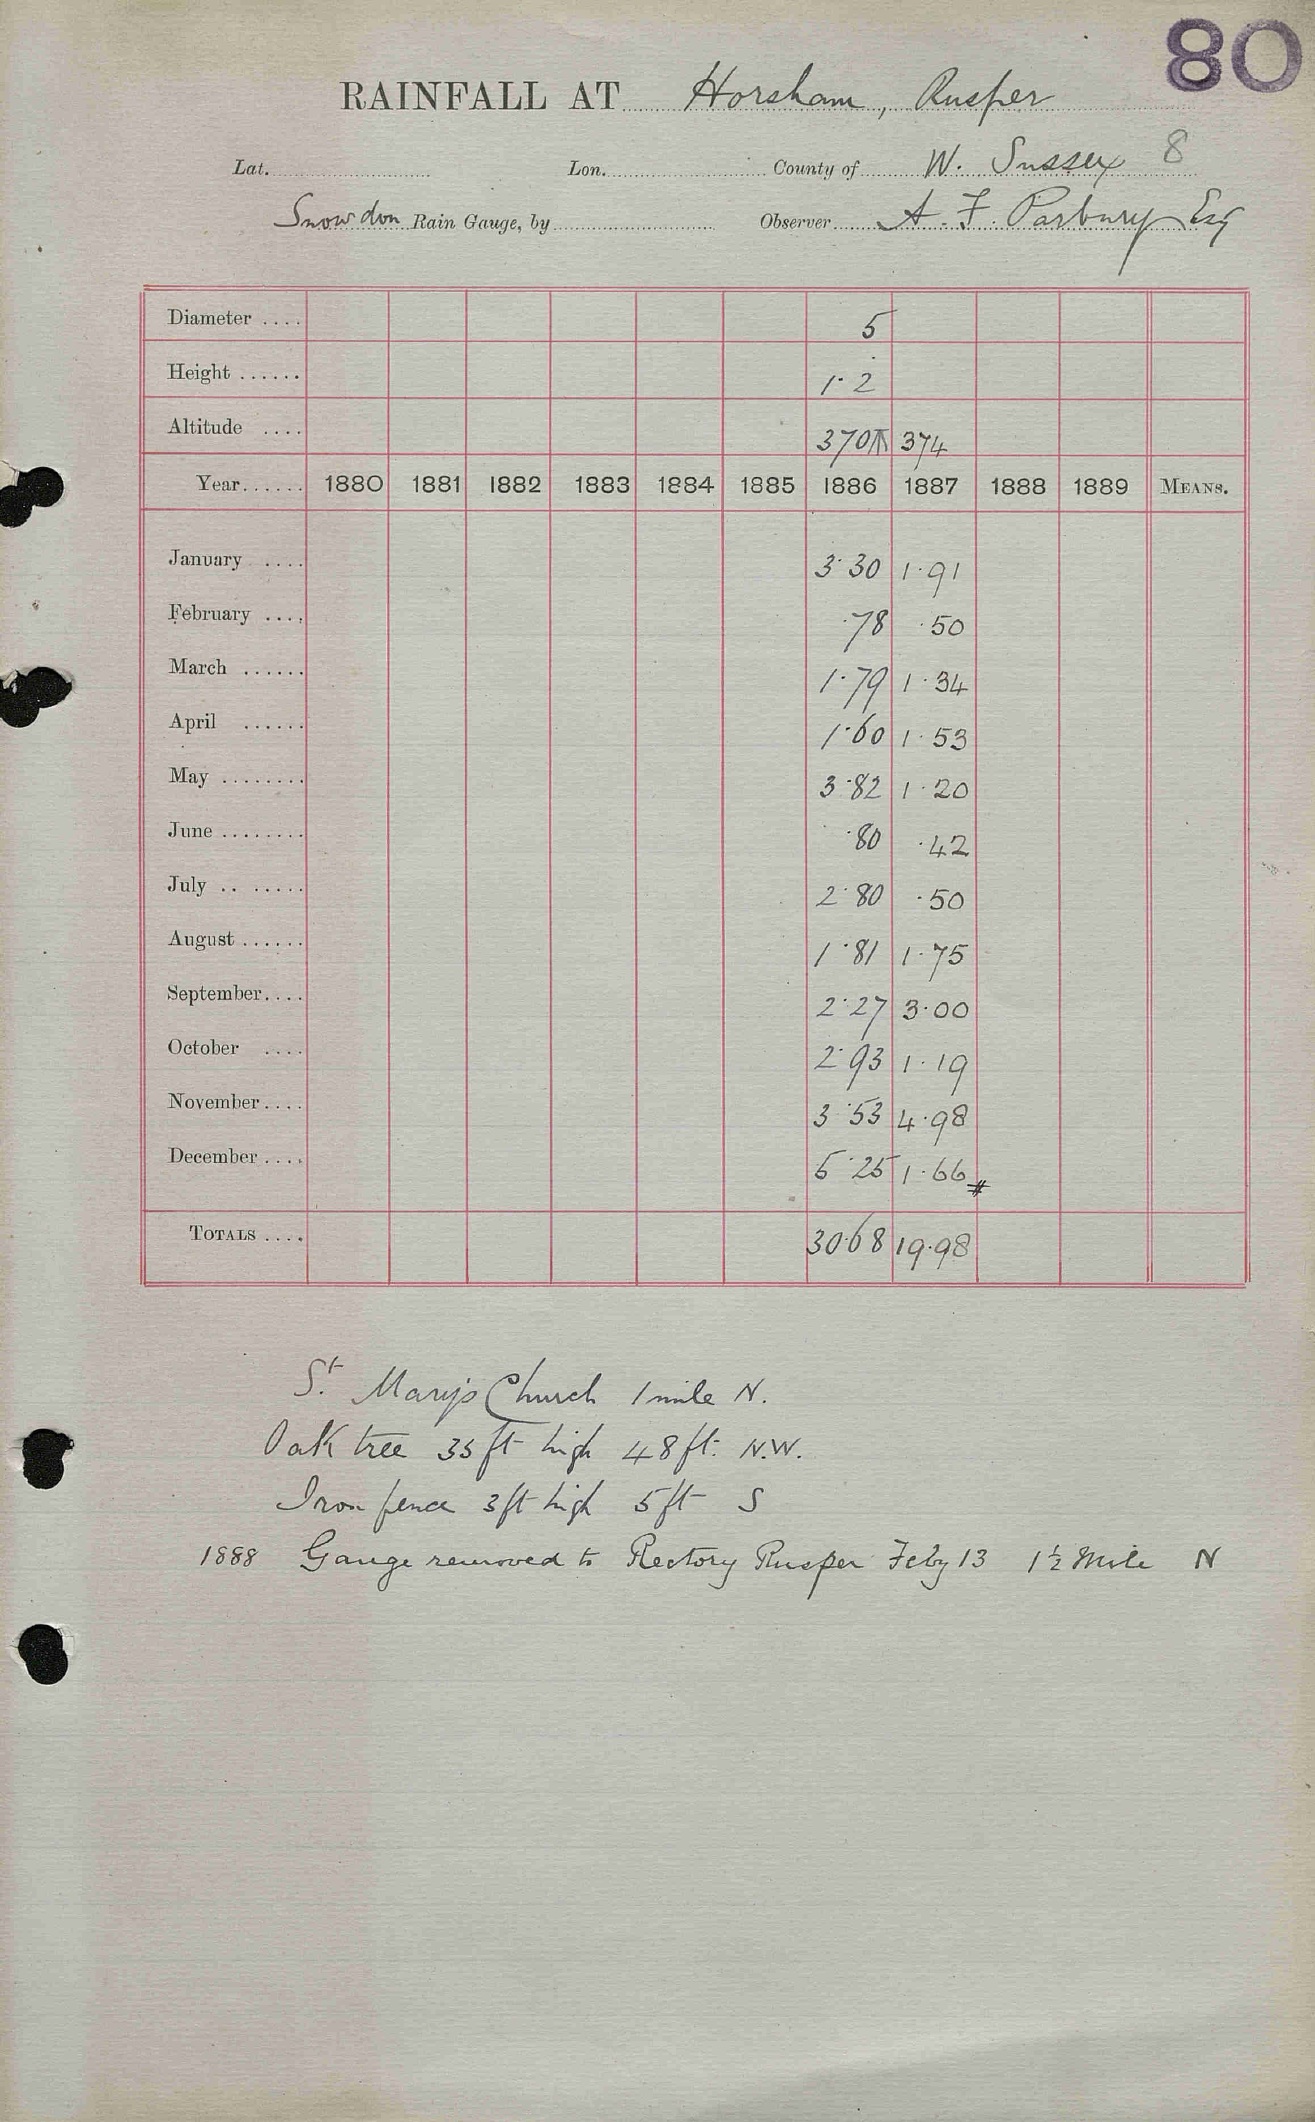 80
RAINFALL AT Horsham, Rusper
Lat. Lon. County of W. Sussex 8
Snowdon Rain Gauge, by Observer A. F. Parbury Esq
Diameter .... 5
Height ...... 1·2
Altitude .... 370 374
Year...... 1880 1881 1882 1883 1884 1885 1886 1887 1888 1889 MEANS.
January .... 3·30 1·91
February .... ·78 ·50
March ...... 1·79 1·34
April ...... 1·60 1·53
May ........ 3·82 1·20
June ........ ·80 ·42
July .. ..... 2·80 ·50
August ...... 1·81 1·75
September.... 2·27 3·00
October .... 2·93 1·19
November.... 3·53 4·98
December .... 5·25 1·66 #
TOTALS .... 30·68 19·98
St. Mary's Church 1 mile N.
Oak tree 35 ft high 48 ft. N.W.
Iron fence 3 ft high 5 ft S
1888 Gauge removed to Rectory Rusper Feby 13 1½ Mile N